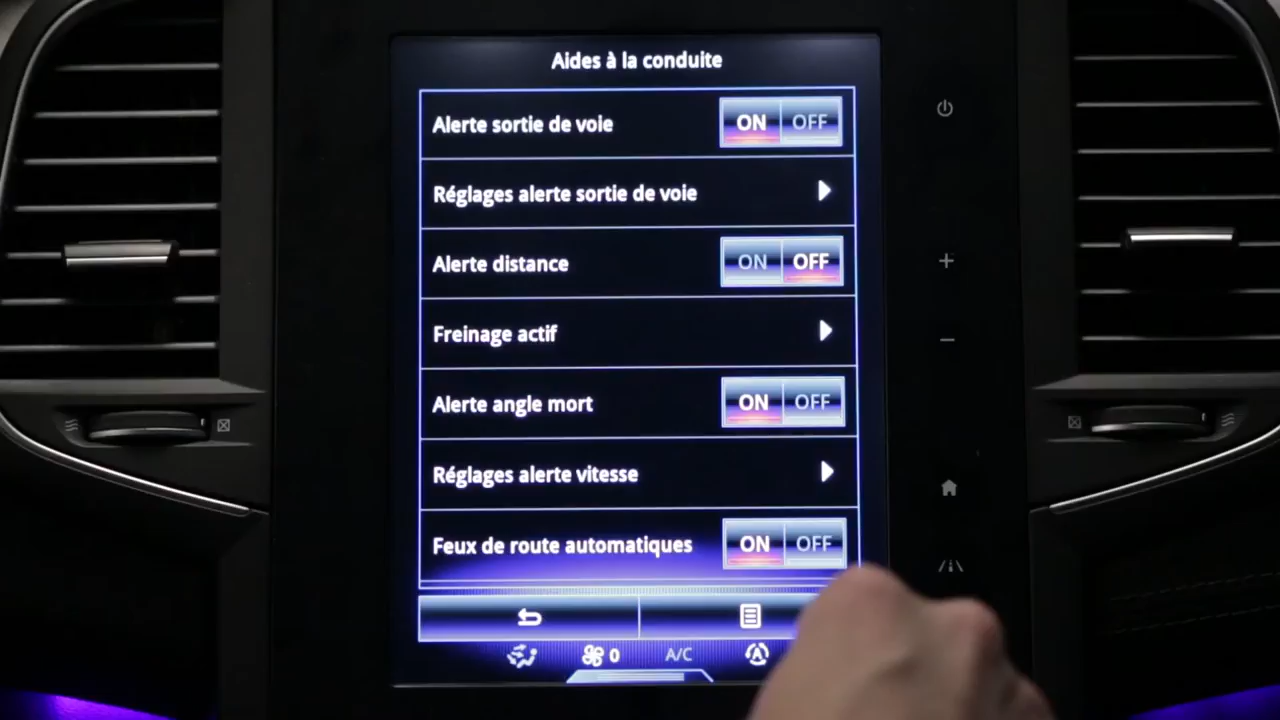 Aides à la conduite
Alerte sortie de voie ON OFF
Réglages alerte sortie de voie
Alerte distance ON OFF
Freinage actif
Alerte angle mort ON OFF
Réglages alerte vitesse
Feux de route automatiques ON OFF
0 A/C A